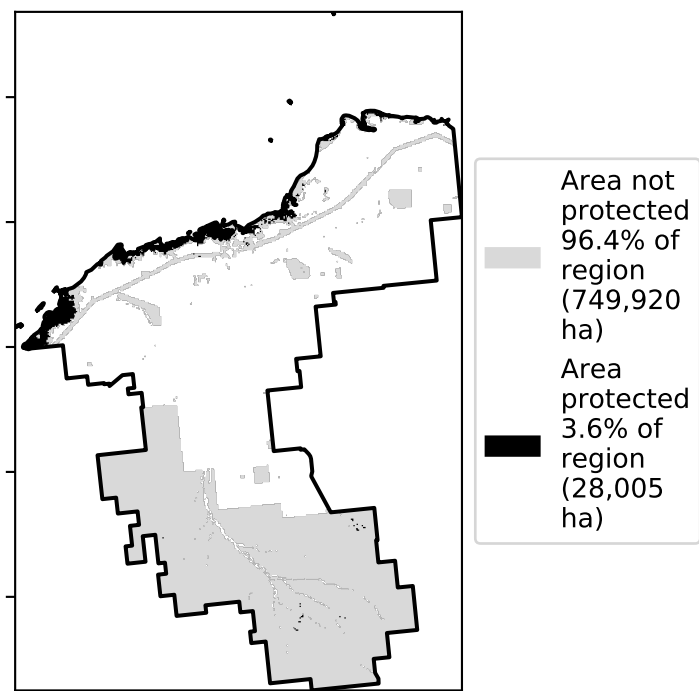 Area not
protected
96.4% of
region
(749,920
ha)
Area
protected
3.6% of
region
(28,005
ha)